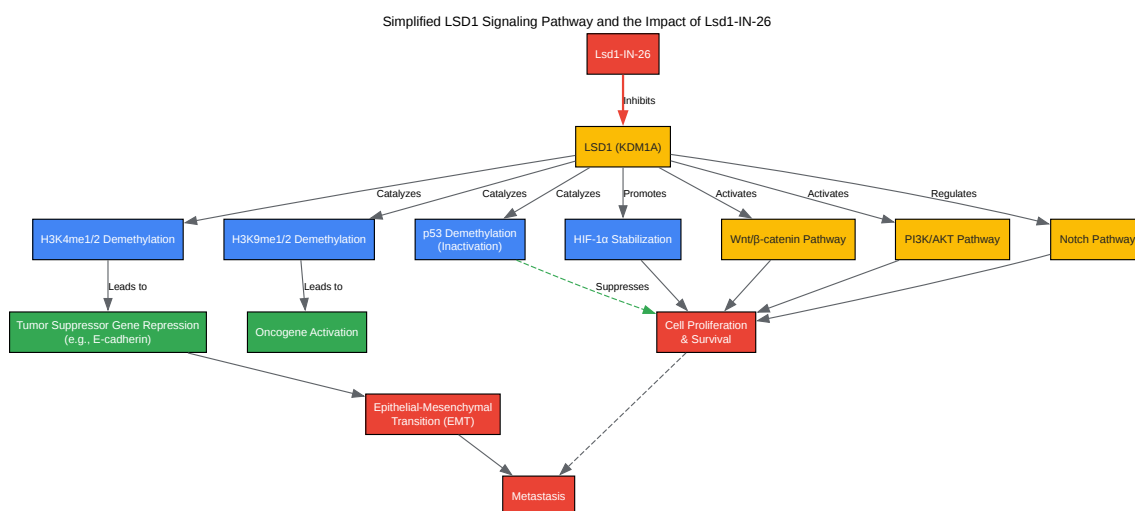 Simplified LSD1 Signaling Pathway and the Impact of Lsd1-IN-26
Lsd1-IN-26
Inhibits
LSD1 (KDM1A)
Catalyzes
Catalyzes
Catalyzes
Promotes
Activates
Activates
Regulates
H3K4me1/2 Demethylation
H3K9me1/2 Demethylation
p53 Demethylation
(Inactivation)
HIF-1α Stabilization
Wnt/β-catenin Pathway
PI3K/AKT Pathway
Notch Pathway
Leads to
Leads to
Suppresses
Tumor Suppressor Gene Repression
(e.g., E-cadherin)
Oncogene Activation
Cell Proliferation
& Survival
Epithelial-Mesenchymal
Transition (EMT)
Metastasis